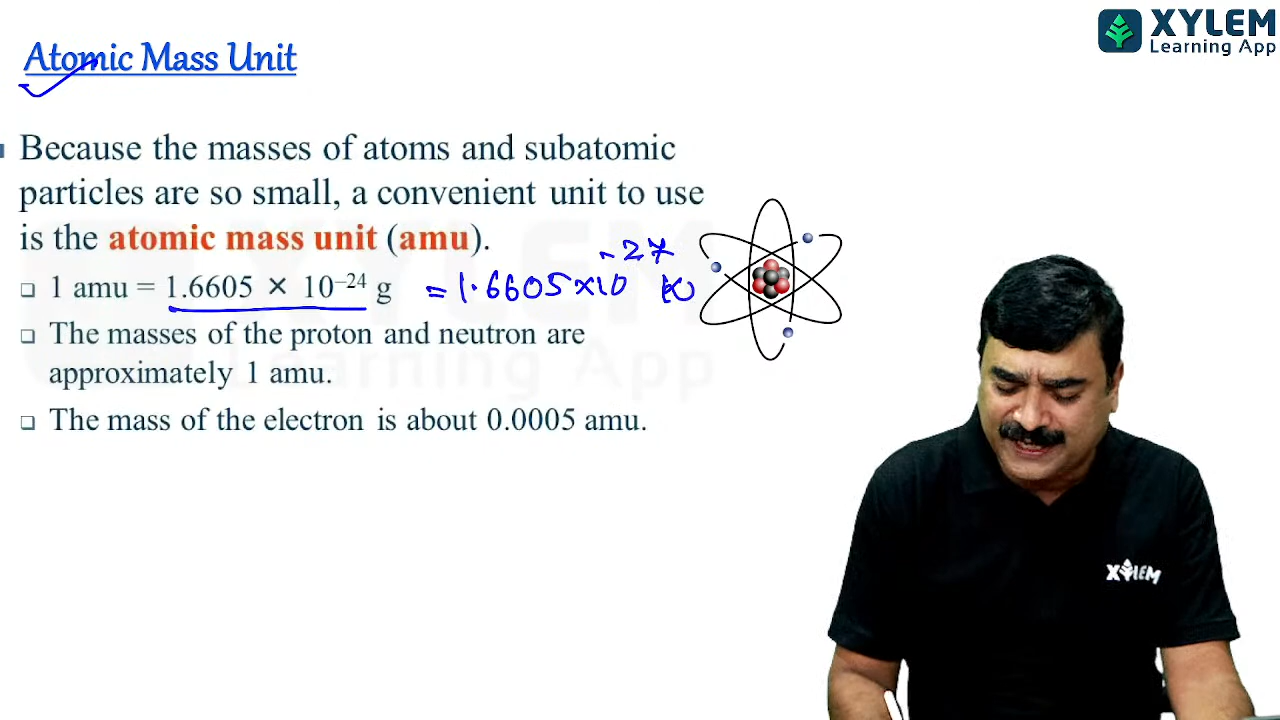 XYLEM
Learning App
Atomic Mass Unit
Because the masses of atoms and subatomic
particles are so small, a convenient unit to use
is the atomic mass unit (amu).
1 amu = 1.6605 × 10⁻²⁴ g = 1.6605×10⁻²⁷
The masses of the proton and neutron are
approximately 1 amu.
The mass of the electron is about 0.0005 amu.
XYLEM
Learning App
XYLEM